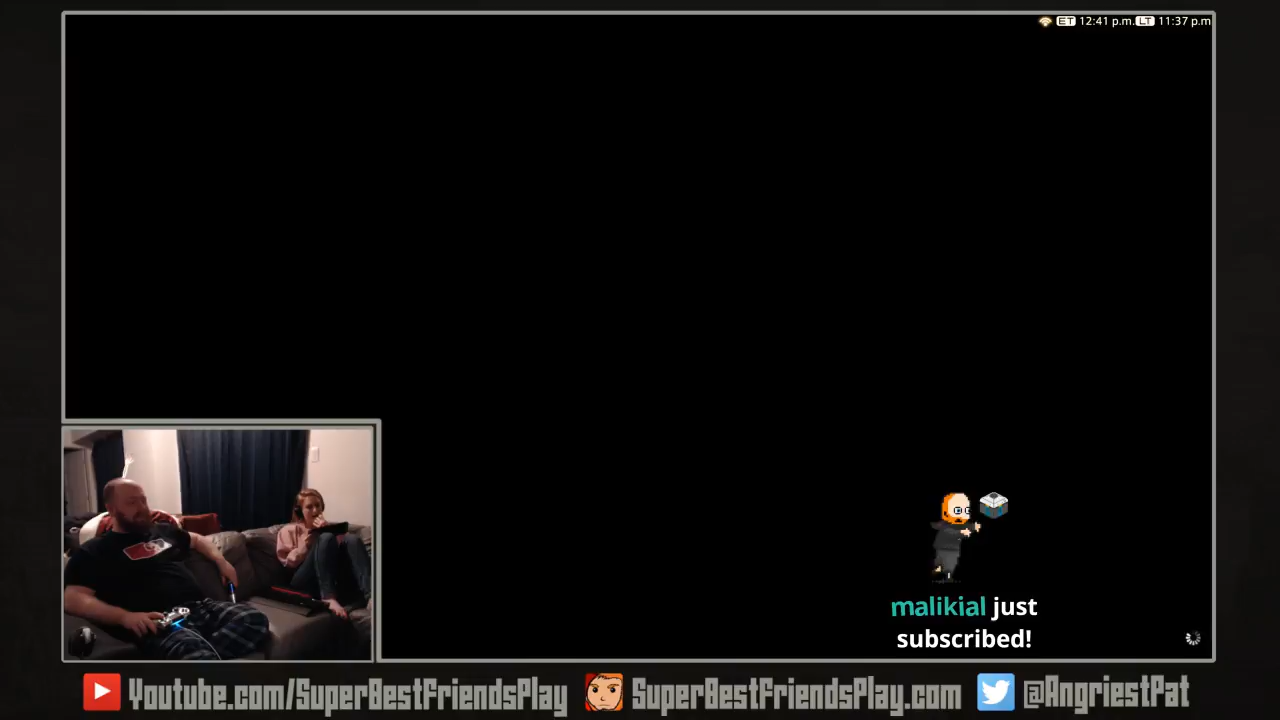 ET 12:41 p.m. LT 11:37 p.m
malikial just
subscribed!
Youtube.com/SuperBestFriendsPlay SuperBestFriendsPlay.com @AngriestPat